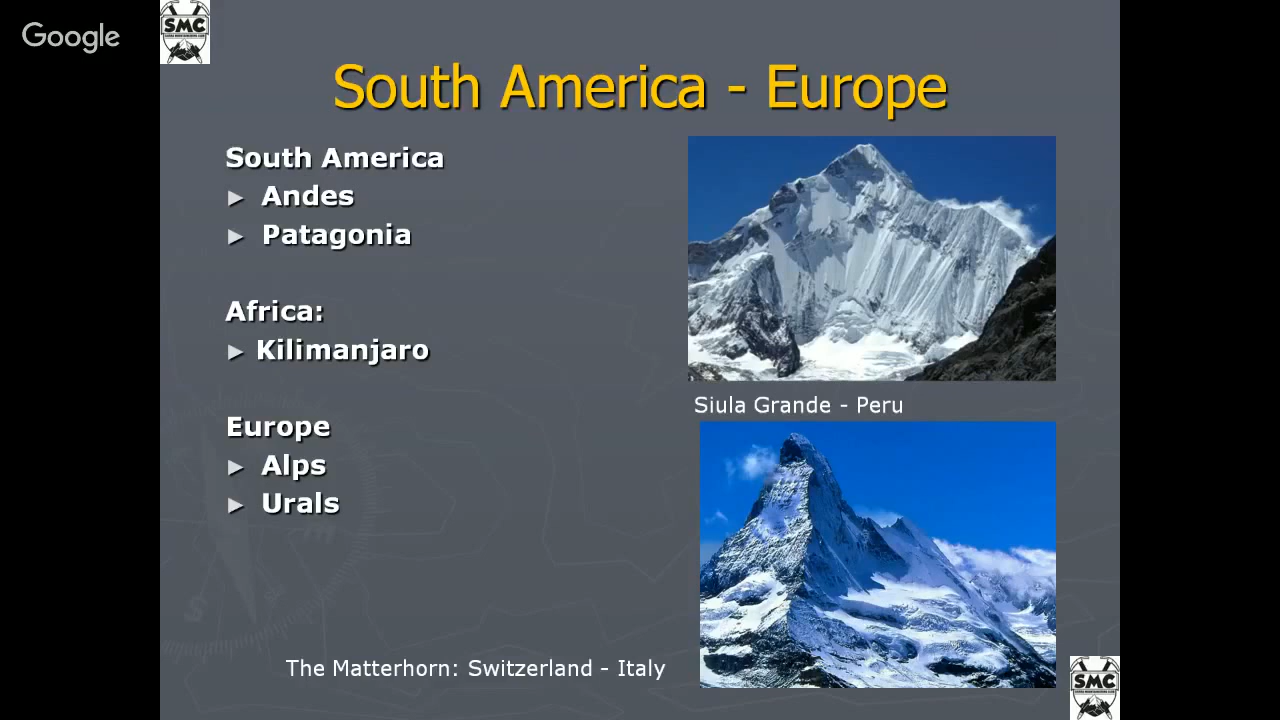 Google
SMC
South America - Europe
South America
► Andes
► Patagonia
Africa:
► Kilimanjaro
Europe
► Alps
► Urals
Siula Grande - Peru
The Matterhorn: Switzerland - Italy
SMC